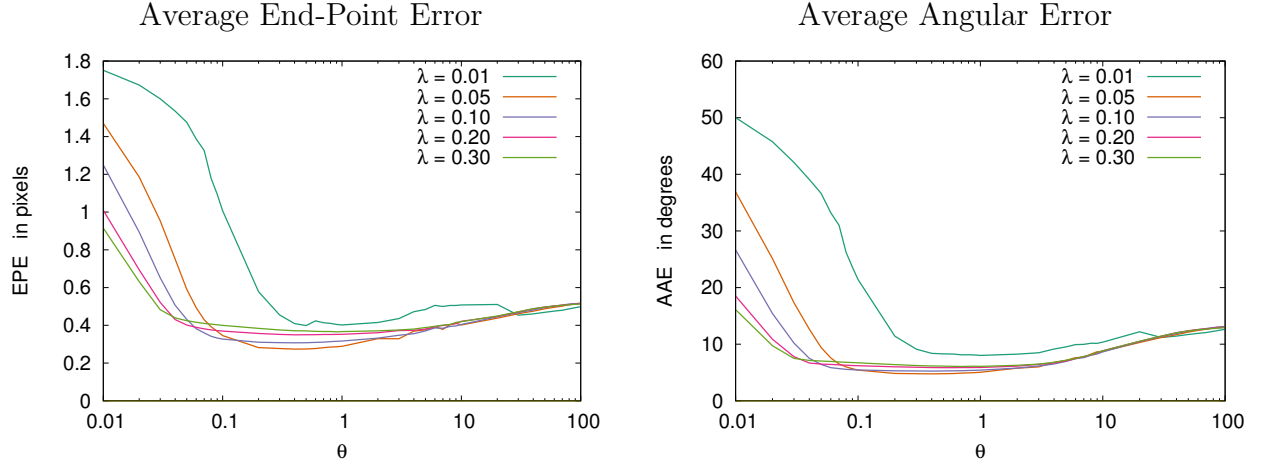 Average End-Point Error
EPE in pixels
1.8
1.6
1.4
1.2
1
0.8
0.6
0.4
0.2
0
0.01
0.1
1
10
100
θ
λ = 0.01
λ = 0.05
λ = 0.10
λ = 0.20
λ = 0.30
Average Angular Error
AAE in degrees
60
50
40
30
20
10
0
0.01
0.1
1
10
100
θ
λ = 0.01
λ = 0.05
λ = 0.10
λ = 0.20
λ = 0.30